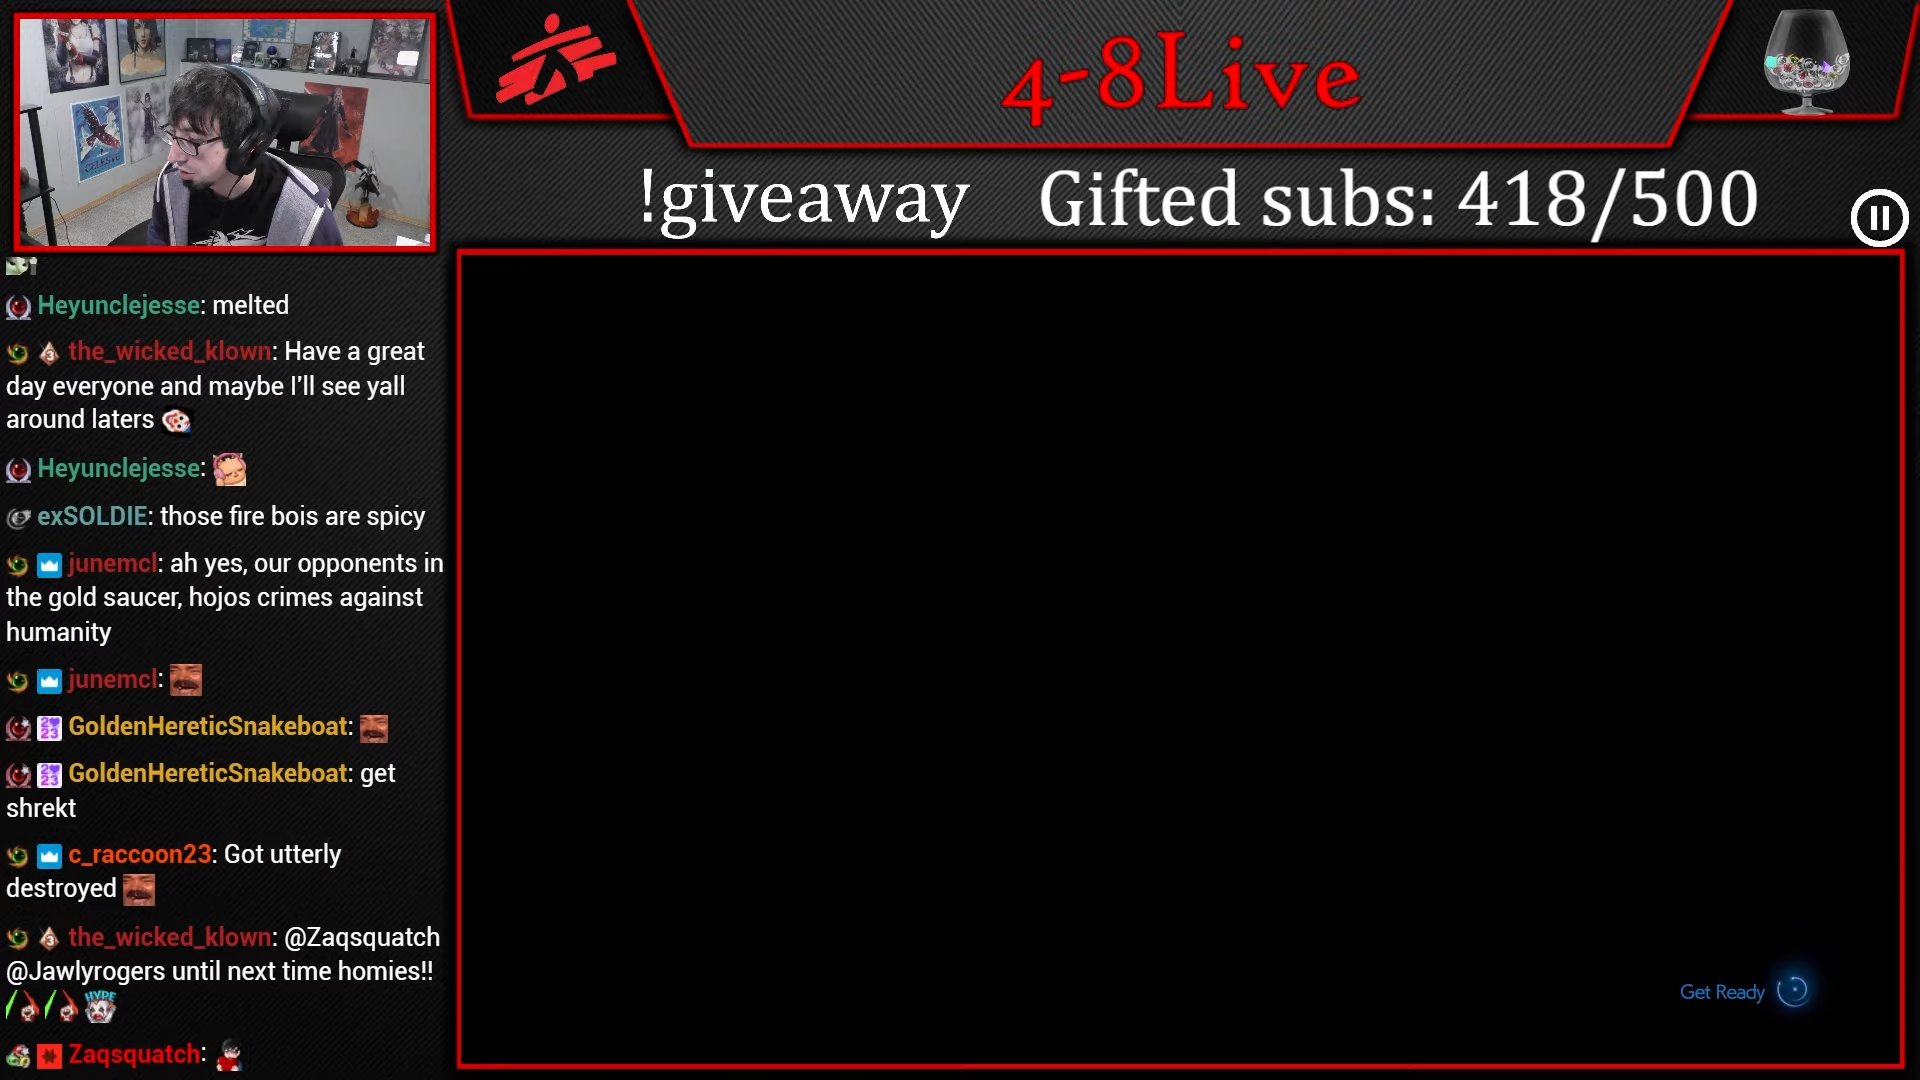 4-8Live
!giveaway Gifted subs: 418/500
CELESTE
Heyunclejesse: melted
the_wicked_klown: Have a great
day everyone and maybe I'll see yall
around laters
Heyunclejesse:
exSOLDIE: those fire bois are spicy
junemcl: ah yes, our opponents in
the gold saucer, hojos crimes against
humanity
junemcl:
GoldenHereticSnakeboat:
GoldenHereticSnakeboat: get
shrekt
c_raccoon23: Got utterly
destroyed
the_wicked_klown: @Zaqsquatch
@Jawlyrogers until next time homies!!
HYPE
Zaqsquatch:
Get Ready